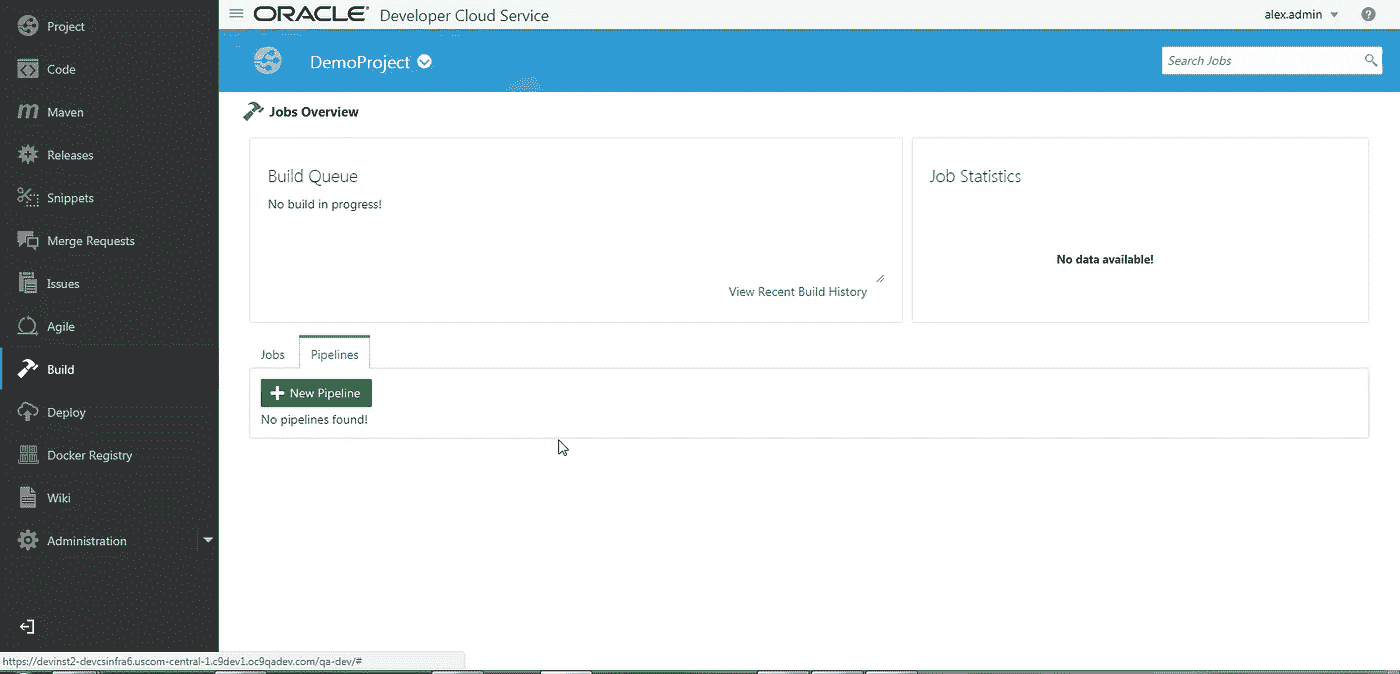 Project
Code
Maven
Releases
Snippets
Merge Requests
Issues
Agile
Build
Deploy
Docker Registry
Wiki
Administration
ORACLE® Developer Cloud Service
alex.admin
?
DemoProject
Search Jobs
Jobs Overview
Build Queue
No build in progress!
View Recent Build History
Job Statistics
No data available!
Jobs
Pipelines
New Pipeline
No pipelines found!
https://devinst2-devcsinfra6.uscom-central-1.c9dev1.oc9qadev.com/qa-dev/#